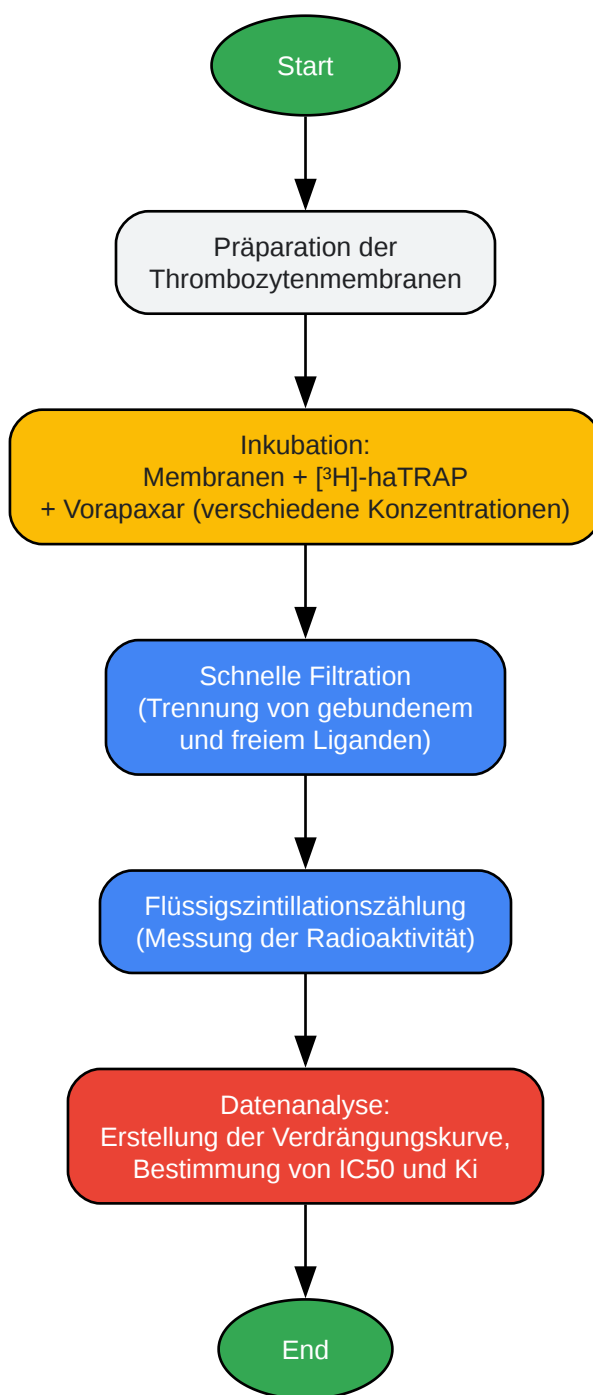 Start
Präparation der
Thrombozytenmembranen
Inkubation:
Membranen + [³H]-haTRAP
+ Vorapaxar (verschiedene Konzentrationen)
Schnelle Filtration
(Trennung von gebundenem
und freiem Liganden)
Flüssigszintillationszählung
(Messung der Radioaktivität)
Datenanalyse:
Erstellung der Verdrängungskurve,
Bestimmung von IC50 und Ki
End